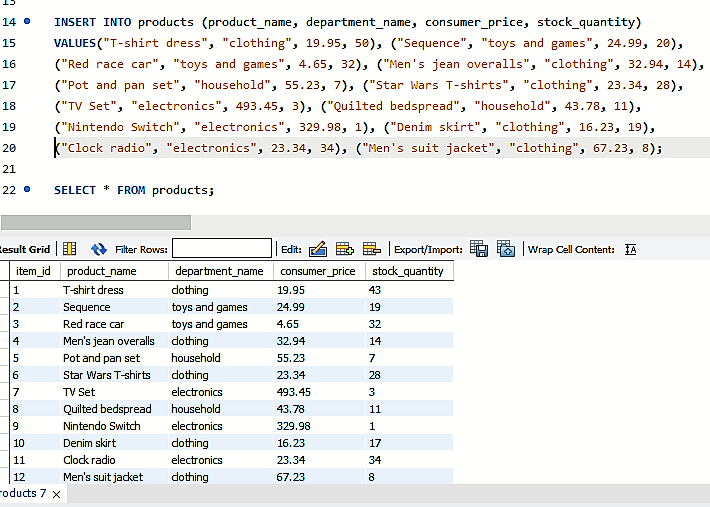 14 INSERT INTO products (product_name, department_name, consumer_price, stock_quantity)
15 VALUES("T-shirt dress", "clothing", 19.95, 50), ("Sequence", "toys and games", 24.99, 20),
16 ("Red race car", "toys and games", 4.65, 32), ("Men's jean overalls", "clothing", 32.94, 14),
17 ("Pot and pan set", "household", 55.23, 7), ("Star Wars T-shirts", "clothing", 23.34, 28),
18 ("TV Set", "electronics", 493.45, 3), ("Quilted bedspread", "household", 43.78, 11),
19 ("Nintendo Switch", "electronics", 329.98, 1), ("Denim skirt", "clothing", 16.23, 19),
20 ("Clock radio", "electronics", 23.34, 34), ("Men's suit jacket", "clothing", 67.23, 8);
21
22 SELECT * FROM products;
Result Grid Filter Rows: Edit: Export/Import: Wrap Cell Content: IA
item_id product_name department_name consumer_price stock_quantity
1 T-shirt dress clothing 19.95 43
2 Sequence toys and games 24.99 19
3 Red race car toys and games 4.65 32
4 Men's jean overalls clothing 32.94 14
5 Pot and pan set household 55.23 7
6 Star Wars T-shirts clothing 23.34 28
7 TV Set electronics 493.45 3
8 Quilted bedspread household 43.78 11
9 Nintendo Switch electronics 329.98 1
10 Denim skirt clothing 16.23 17
11 Clock radio electronics 23.34 34
12 Men's suit jacket clothing 67.23 8
roducts 7